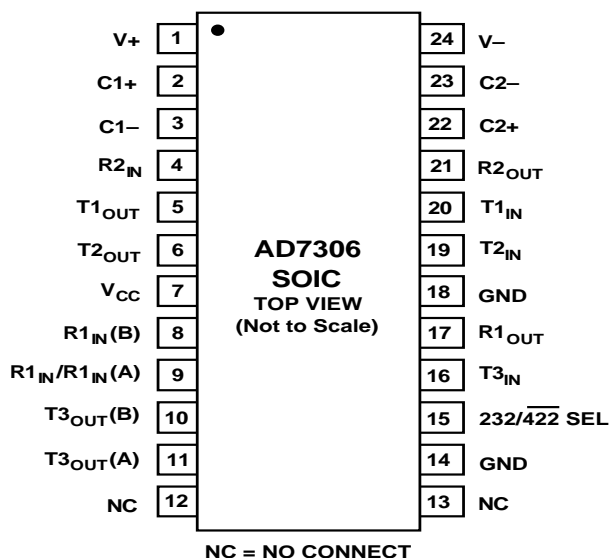 V+ 1 24 V–
C1+ 2 23 C2–
C1– 3 22 C2+
R2IN 4 21 R2OUT
T1OUT 5 20 T1IN
T2OUT 6 19 T2IN
VCC 7 18 GND
R1IN(B) 8 17 R1OUT
R1IN/R1IN(A) 9 16 T3IN
T3OUT(B) 10 15 232/4̅2̅2̅ SEL
T3OUT(A) 11 14 GND
NC 12 13 NC
AD7306
SOIC
TOP VIEW
(Not to Scale)
NC = NO CONNECT